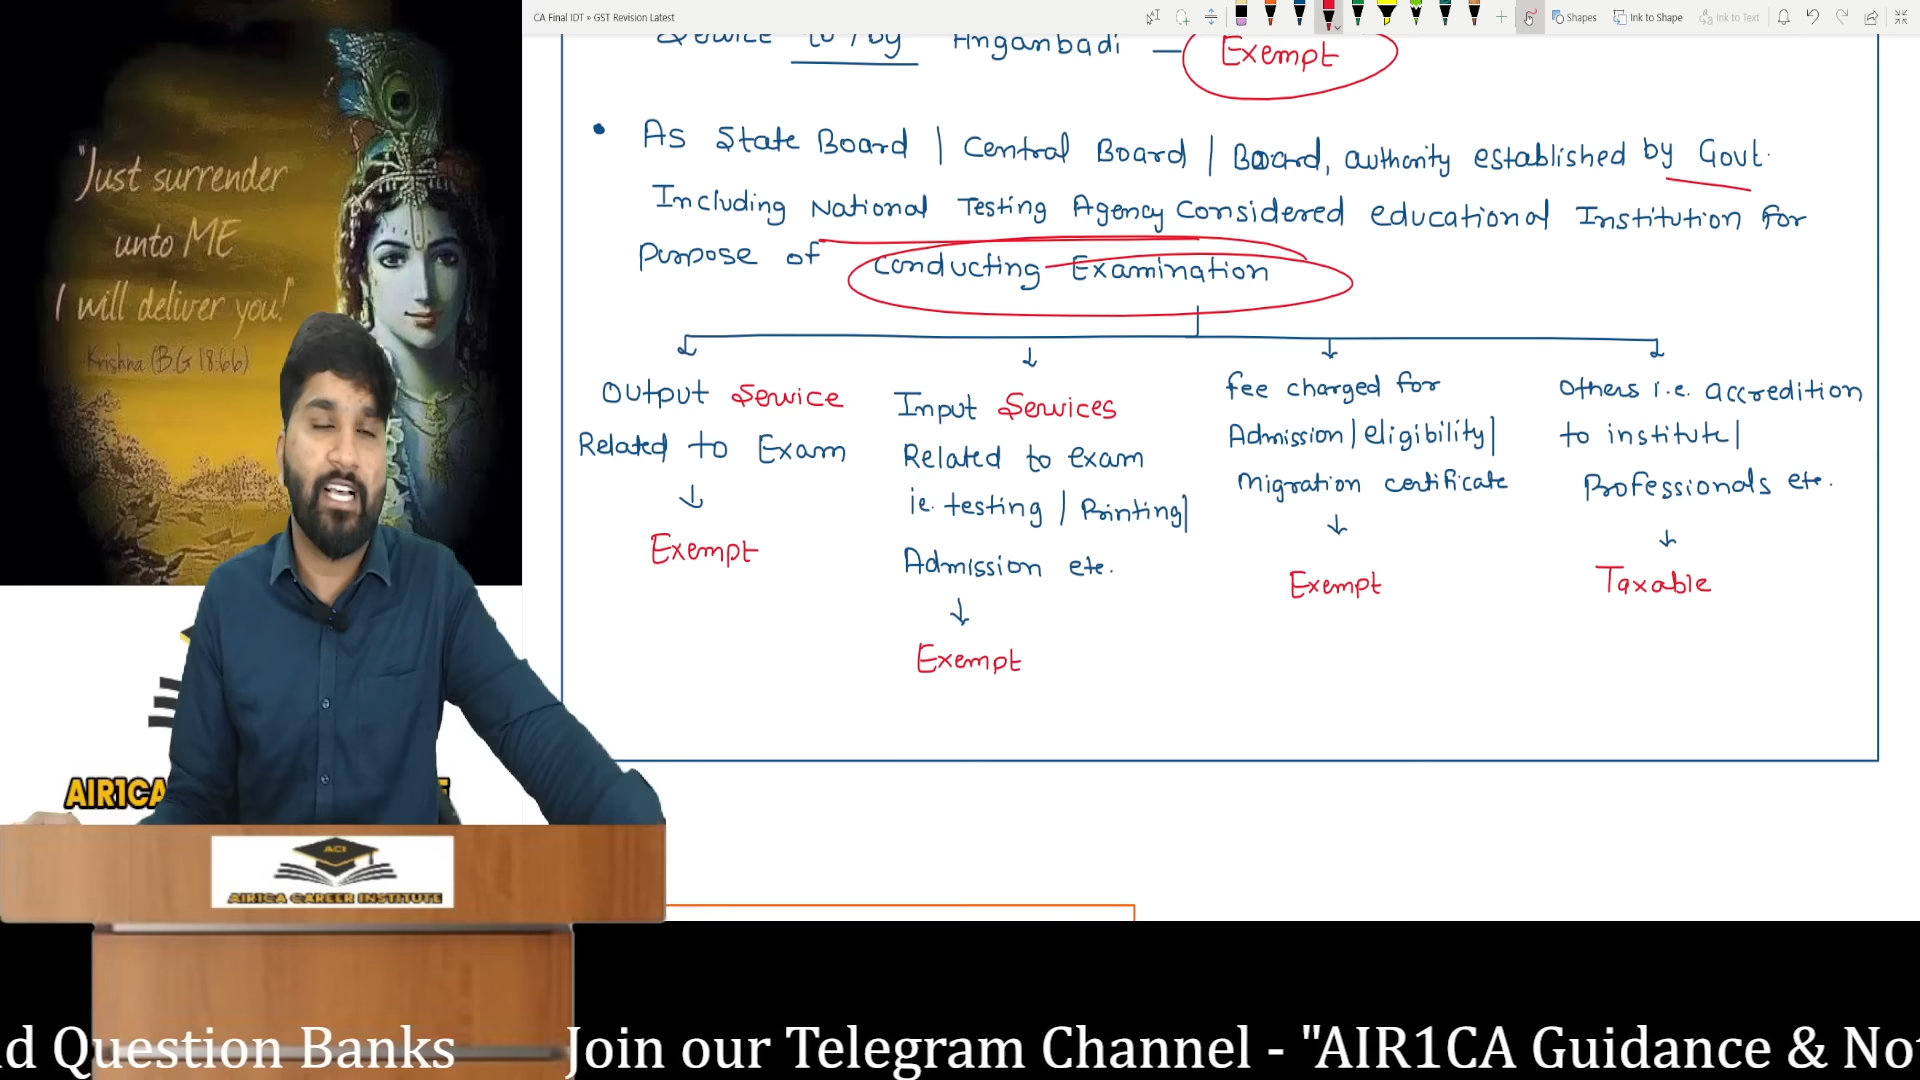 CA Final IDT » GST Revision Latest
Shapes
Ink to Shape
Ink to Text
Service to / by Anganbadi — Exempt
• As State Board | Central Board | Board, authority established by Govt.
Including National Testing Agency Considered educational Institution for
purpose of Conducting Examination
Output Service
Related to Exam
↓
Exempt
Input Services
Related to exam
ie. testing | Printing|
Admission etc.
↓
Exempt
fee charged for
Admission|eligibility|
Migration certificate
↓
Exempt
Others i.e. accredition
to institute|
Professionals etc.
↓
Taxable
"Just surrender
unto ME
I will deliver you!"
Krishna (B.G 18:66)
AIR1CA
ACI
AIR1CA CAREER INSTITUTE
d Question Banks Join our Telegram Channel - "AIR1CA Guidance & No